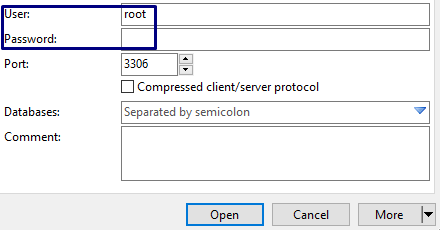 User: root
Password:
Port: 3306
Compressed client/server protocol
Databases: Separated by semicolon
Comment:
Open Cancel More